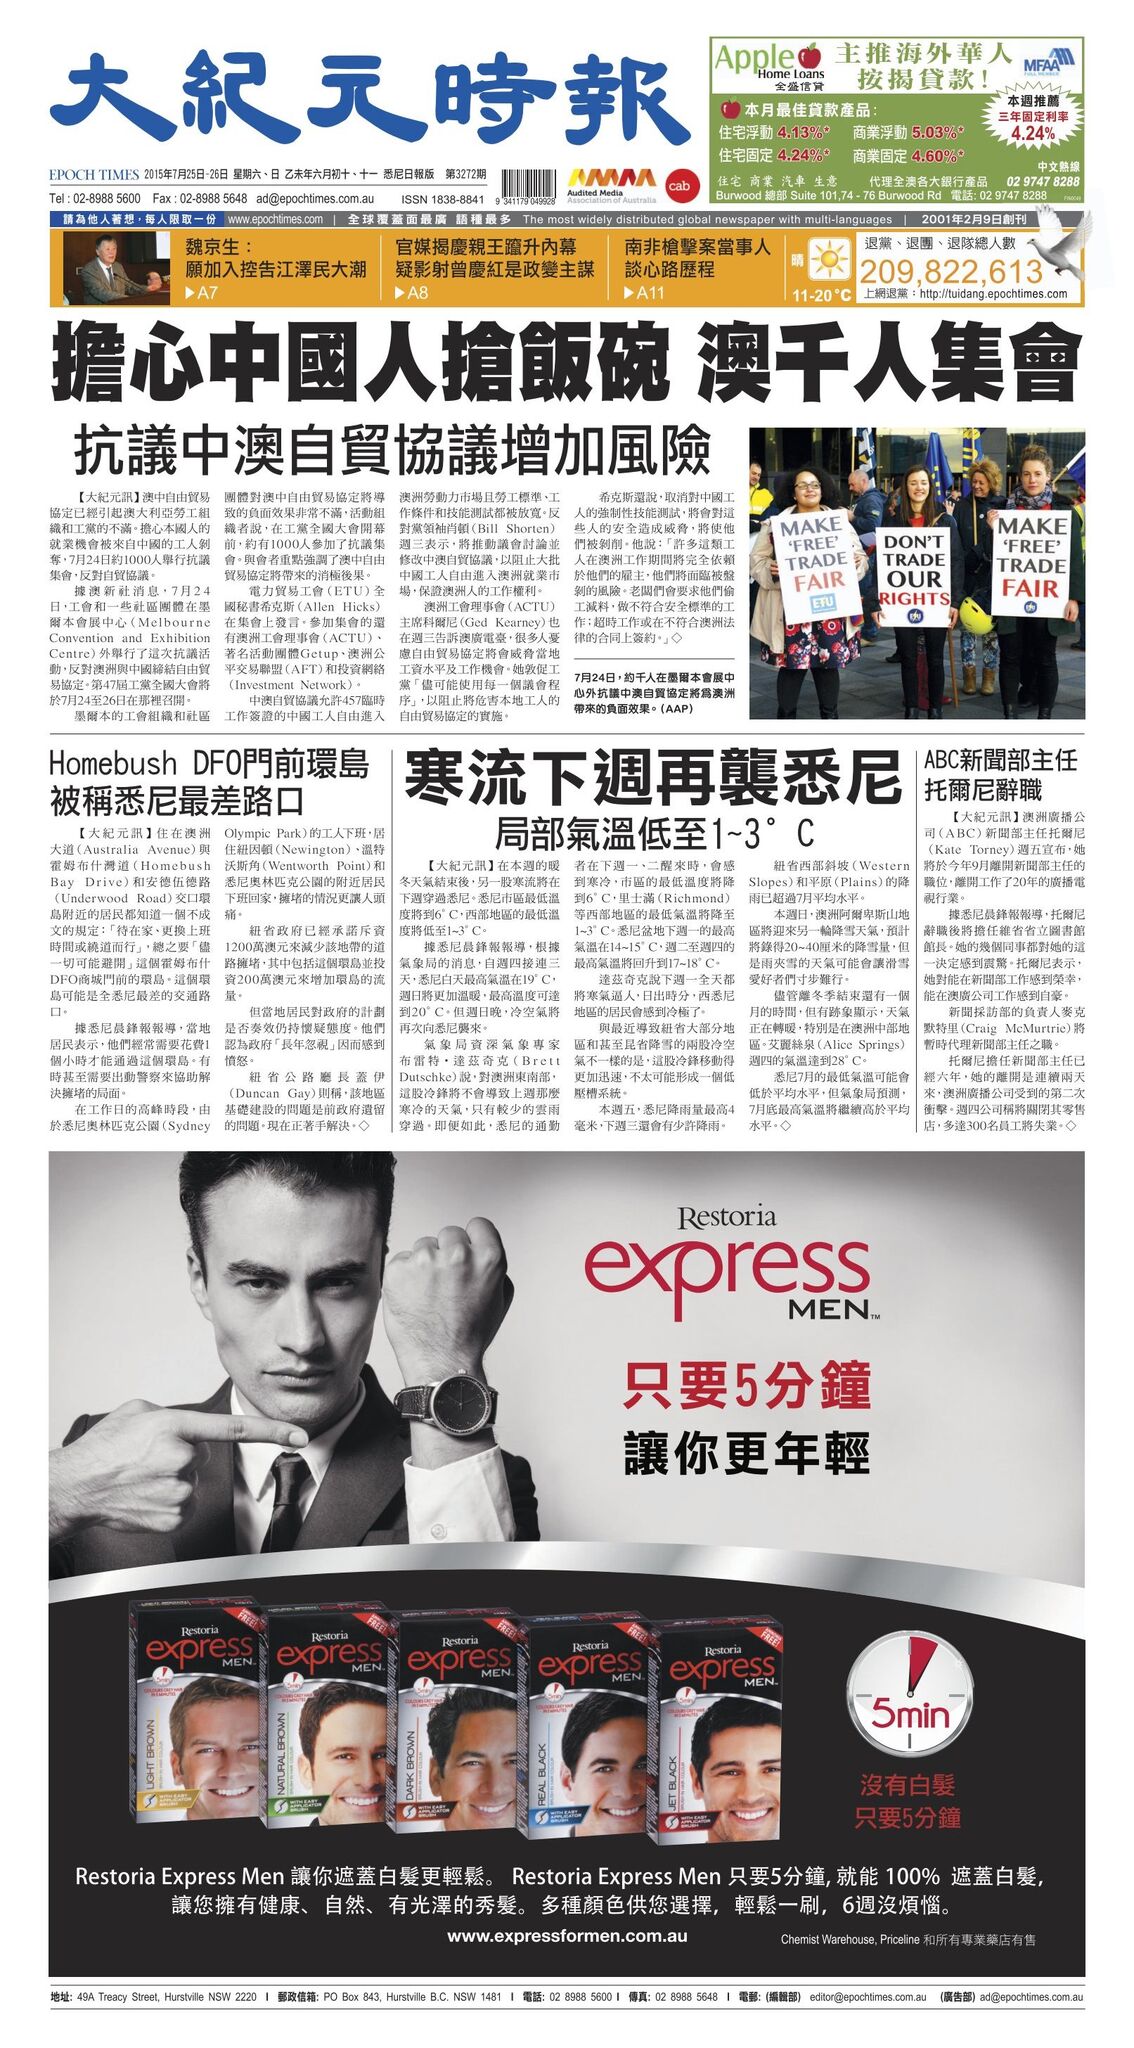 大紀元時報
EPOCH TIMES 2015年7月25日-26日 星期六、日 乙未年六月初十、十一 悉尼日報版 第3272期
Tel : 02-8988 5600 Fax : 02-8988 5648 ad@epochtimes.com.au ISSN 1838-8841
9 341179 049928
Audited Media
Association of Australia
cab
Apple
Home Loans
全盛信貸
主推海外華人
按揭貸款!
MFAA
FULL MEMBER
本月最佳貸款產品:
住宅浮動 4.13%* 商業浮動 5.03%*
住宅固定 4.24%* 商業固定 4.60%*
本週推薦
三年固定利率
4.24%
中文熱線
住宅 商業 汽車 生意 代理全澳各大銀行產品 02 9747 8288
Burwood 總部 Suite 101,74 - 76 Burwood Rd 電話: 02 9747 8288
請為他人著想,每人限取一份 www.epochtimes.com | 全球覆蓋面最廣 語種最多 The most widely distributed global newspaper with multi-languages | 2001年2月9日創刊
魏京生:
願加入控告江澤民大潮
▶A7
官媒揭慶親王躥升內幕
疑影射曾慶紅是政變主謀
▶A8
南非槍擊案當事人
談心路歷程
▶A11
晴
11-20°C
退黨、退團、退隊總人數
209,822,613
上網退黨:http://tuidang.epochtimes.com
擔心中國人搶飯碗 澳千人集會
抗議中澳自貿協議增加風險
【大紀元訊】澳中自由貿易
協定已經引起澳大利亞勞工組
織和工黨的不滿。擔心本國人的
就業機會被來自中國的工人剝
奪,7月24日約1000人舉行抗議
集會,反對自貿協議。
據澳新社消息,7月24
日,工會和一些社區團體在墨
爾本會展中心(Melbourne
Convention and Exhibition
Centre)外舉行了這次抗議活
動,反對澳洲與中國締結自由貿
易協定。第47屆工黨全國大會將
於7月24至26日在那裡召開。
墨爾本的工會組織和社區
團體對澳中自由貿易協定將導
致的負面效果非常不滿,活動組
織者說,在工黨全國大會開幕
前,約有1000人參加了抗議集
會。與會者重點強調了澳中自由
貿易協定將帶來的消極後果。
電力貿易工會(ETU)全
國秘書希克斯(Allen Hicks)
在集會上發言。參加集會的還
有澳洲工會理事會(ACTU)、
著名活動團體Getup、澳洲公
平交易聯盟(AFT)和投資網絡
(Investment Network)。
中澳自貿協議允許457臨時
工作簽證的中國工人自由進入
澳洲勞動力市場且勞工標準、工
作條件和技能測試都被放寬。反
對黨領袖肖頓(Bill Shorten)
週三表示,將推動議會討論並
修改中澳自貿協議,以阻止大批
中國工人自由進入澳洲就業市
場,保證澳洲人的工作權利。
澳洲工會理事會(ACTU)
主席科爾尼(Ged Kearney)也
在週三告訴澳廣電臺,很多人憂
慮自由貿易協定將會威脅當地
工資水平及工作機會。她敦促工
黨「儘可能使用每一個議會程
序」,以阻止將危害本地工人的
自由貿易協定的實施。
希克斯還說,取消對中國工
人的強制性技能測試,將會對這
些人的安全造成威脅,將使他
們被剝削。他說:「許多這類工
人在澳洲工作期間將完全依賴
於他們的雇主,他們將面臨被盤
剝的風險。老闆們會要求他們偷
工減料,做不符合安全標準的工
作;超時工作或在不符合澳洲法
律的合同上簽約。」◇
7月24日,約千人在墨爾本會展中
心外抗議中澳自貿協定將爲澳洲
帶來的負面效果。(AAP)
MAKE
'FREE'
TRADE
FAIR
ETU
DON'T
TRADE
OUR
RIGHTS
MAKE
'FREE'
TRADE
FAIR
Homebush DFO門前環島
被稱悉尼最差路口
【大紀元訊】住在澳洲
大道(Australia Avenue)與
霍姆布什灣道(Homebush
Bay Drive)和安德伍德路
(Underwood Road)交口環
島附近的居民都知道一個不成
文的規定:「待在家、更換上班
時間或繞道而行」,總之要「儘
一切可能避開」這個霍姆布什
DFO商城門前的環島。這個環
島可能是全悉尼最差的交通路
口。
據悉尼晨鋒報報導,當地
居民表示,他們經常需要花費1
個小時才能通過這個環島。有
時甚至需要出動警察來協助解
決擁堵的局面。
在工作日的高峰時段,由
於悉尼奧林匹克公園(Sydney
Olympic Park)的工人下班,居
住紐因頓(Newington)、溫特
沃斯角(Wentworth Point)和
悉尼奧林匹克公園的附近居民
下班回家,擁堵的情況更讓人頭
痛。
紐省政府已經承諾斥資
1200萬澳元來減少該地帶的道
路擁堵,其中包括這個環島並投
資200萬澳元來增加環島的流
量。
但當地居民對政府的計劃
是否奏效仍持懷疑態度。他們
認為政府「長年忽視」因而感到
憤怒。
紐省公路廳長蓋伊
(Duncan Gay)則稱,該地區
基礎建設的問題是前政府遺留
的問題。現在正著手解決。◇
寒流下週再襲悉尼
局部氣溫低至1~3°C
【大紀元訊】在本週的暖
冬天氣結束後,另一股寒流將在
下週穿過悉尼。悉尼市區最低溫
度將到6°C,西部地區的最低溫
度將低至1~3°C。
據悉尼晨鋒報報導,根據
氣象局的消息,自週四接連三
天,悉尼白天最高氣溫在19°C,
週日將更加溫暖,最高溫度可達
到20°C。但週日晚,冷空氣將
再次向悉尼襲來。
氣象局資深氣象專家
布雷特·達茲奇克(Brett
Dutschke)說,對澳洲東南部,
這股冷鋒將不會導致上週那麼
寒冷的天氣,只有較少的雲雨
穿過。即便如此,悉尼的通勤
者在下週一、二醒來時,會感
到寒冷,市區的最低溫度將降
到6°C,里士滿(Richmond)
等西部地區的最低氣溫將降至
1~3°C。悉尼盆地下週一的最高
氣溫在14~15°C,週二至週四的
最高氣溫將回升到17~18°C。
達茲奇克說下週一全天都
將寒氣逼人,日出時分,西悉尼
地區的居民會感到冷極了。
與最近導致紐省大部分地
區和甚至昆省降雪的兩股冷空
氣不一樣的是,這股冷鋒移動得
更加迅速,不太可能形成一個低
壓槽系統。
本週五,悉尼降雨量最高4
毫米,下週三還會有少許降雨。
紐省西部斜坡(Western
Slopes)和平原(Plains)的降
雨已超過7月平均水平。
本週日,澳洲阿爾卑斯山地
區將迎來另一輪降雪天氣,預計
將錄得20~40厘米的降雪量,但
是雨夾雪的天氣可能會讓滑雪
愛好者們寸步難行。
儘管離冬季結束還有一個
月的時間,但有跡象顯示,天氣
正在轉暖,特別是在澳洲中部地
區。艾麗絲泉(Alice Springs)
週四的氣溫達到28°C。
悉尼7月的最低氣溫可能會
低於平均水平,但氣象局預測,
7月底最高氣溫將繼續高於平均
水平。◇
ABC新聞部主任
托爾尼辭職
【大紀元訊】澳洲廣播公
司(ABC)新聞部主任托爾尼
(Kate Torney)週五宣布,她
將於今年9月離開新聞部主任的
職位,離開工作了20年的廣播電
視行業。
據悉尼晨鋒報報導,托爾尼
辭職後將擔任維省省立圖書館
館長。她的幾個同事都對她的這
一決定感到震驚。托爾尼表示,
她對能在新聞部工作感到榮幸,
能在澳廣公司工作感到自豪。
新聞採訪部的負責人麥克
默特里(Craig McMurtrie)將
暫時代理新聞部主任之職。
托爾尼已擔任新聞部主任已
經六年,她的離開是連續兩天
來,澳洲廣播公司受到的第二次
衝擊。週四公司稱將關閉其零售
店,多達300名員工將失業。◇
Restoria
express
MEN™
只要5分鐘
讓你更年輕
Restoria
express
MEN
LIGHT BROWN
Restoria
express
MEN
NATURAL BROWN
Restoria
express
MEN
DARK BROWN
Restoria
express
MEN
REAL BLACK
Restoria
express
MEN
JET BLACK
5min
沒有白髮
只要5分鐘
Restoria Express Men 讓你遮蓋白髮更輕鬆。 Restoria Express Men 只要5分鐘, 就能 100% 遮蓋白髮,
讓您擁有健康、自然、有光澤的秀髮。多種顏色供您選擇, 輕鬆一刷, 6週沒煩惱。
www.expressformen.com.au
Chemist Warehouse, Priceline 和所有專業藥店有售
地址: 49A Treacy Street, Hurstville NSW 2220 | 郵政信箱: PO Box 843, Hurstville B.C. NSW 1481 | 電話: 02 8988 5600 | 傳真: 02 8988 5648 | 電郵: (編輯部) editor@epochtimes.com.au (廣告部) ad@epochtimes.com.au